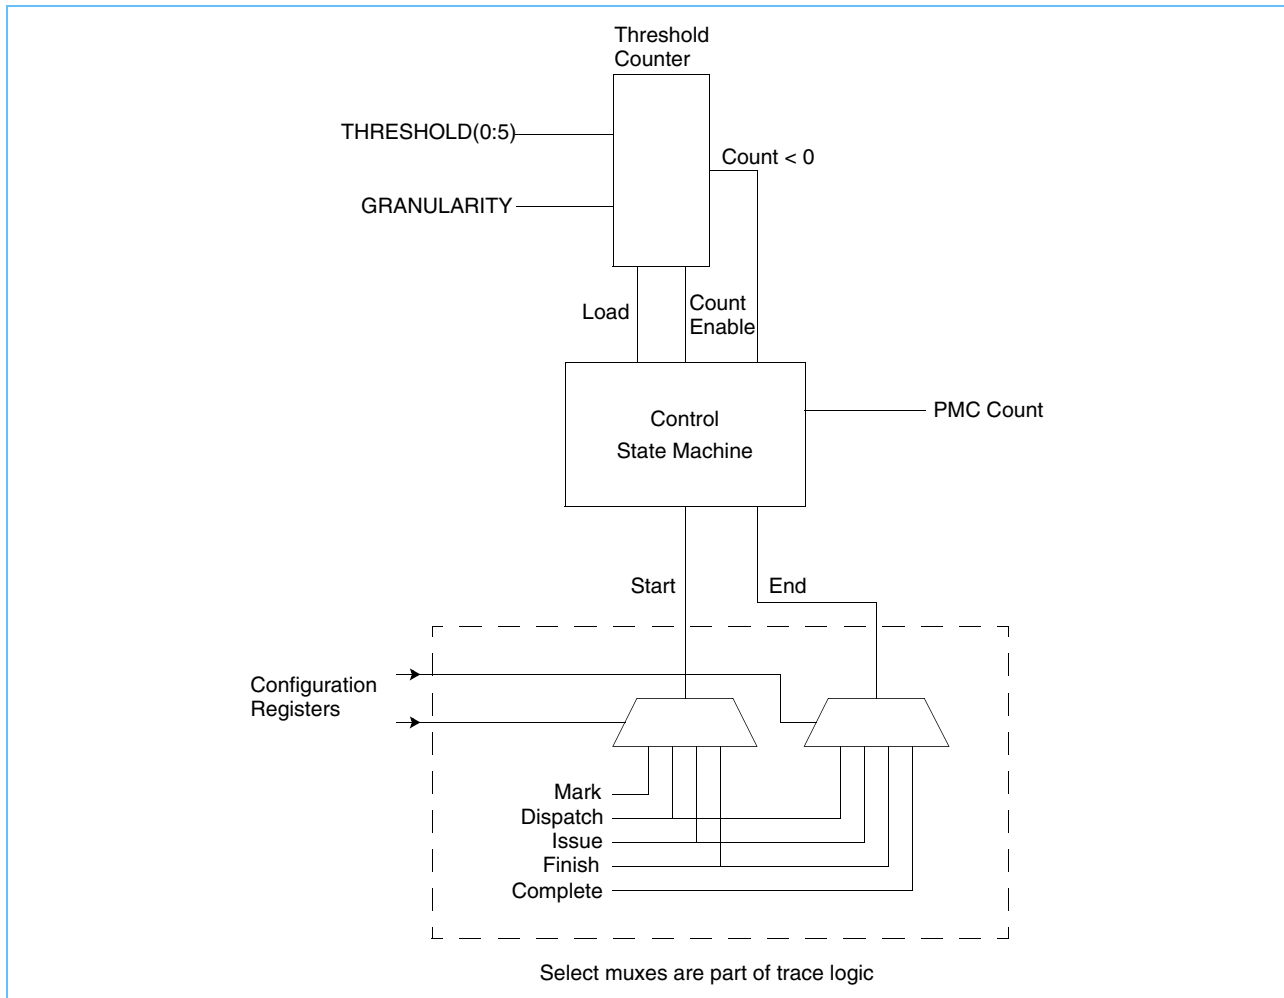 Threshold
Counter
THRESHOLD(0:5)
Count < 0
GRANULARITY
Load
Count
Enable
Control
State Machine
PMC Count
Start
End
Configuration
Registers
Mark
Dispatch
Issue
Finish
Complete
Select muxes are part of trace logic